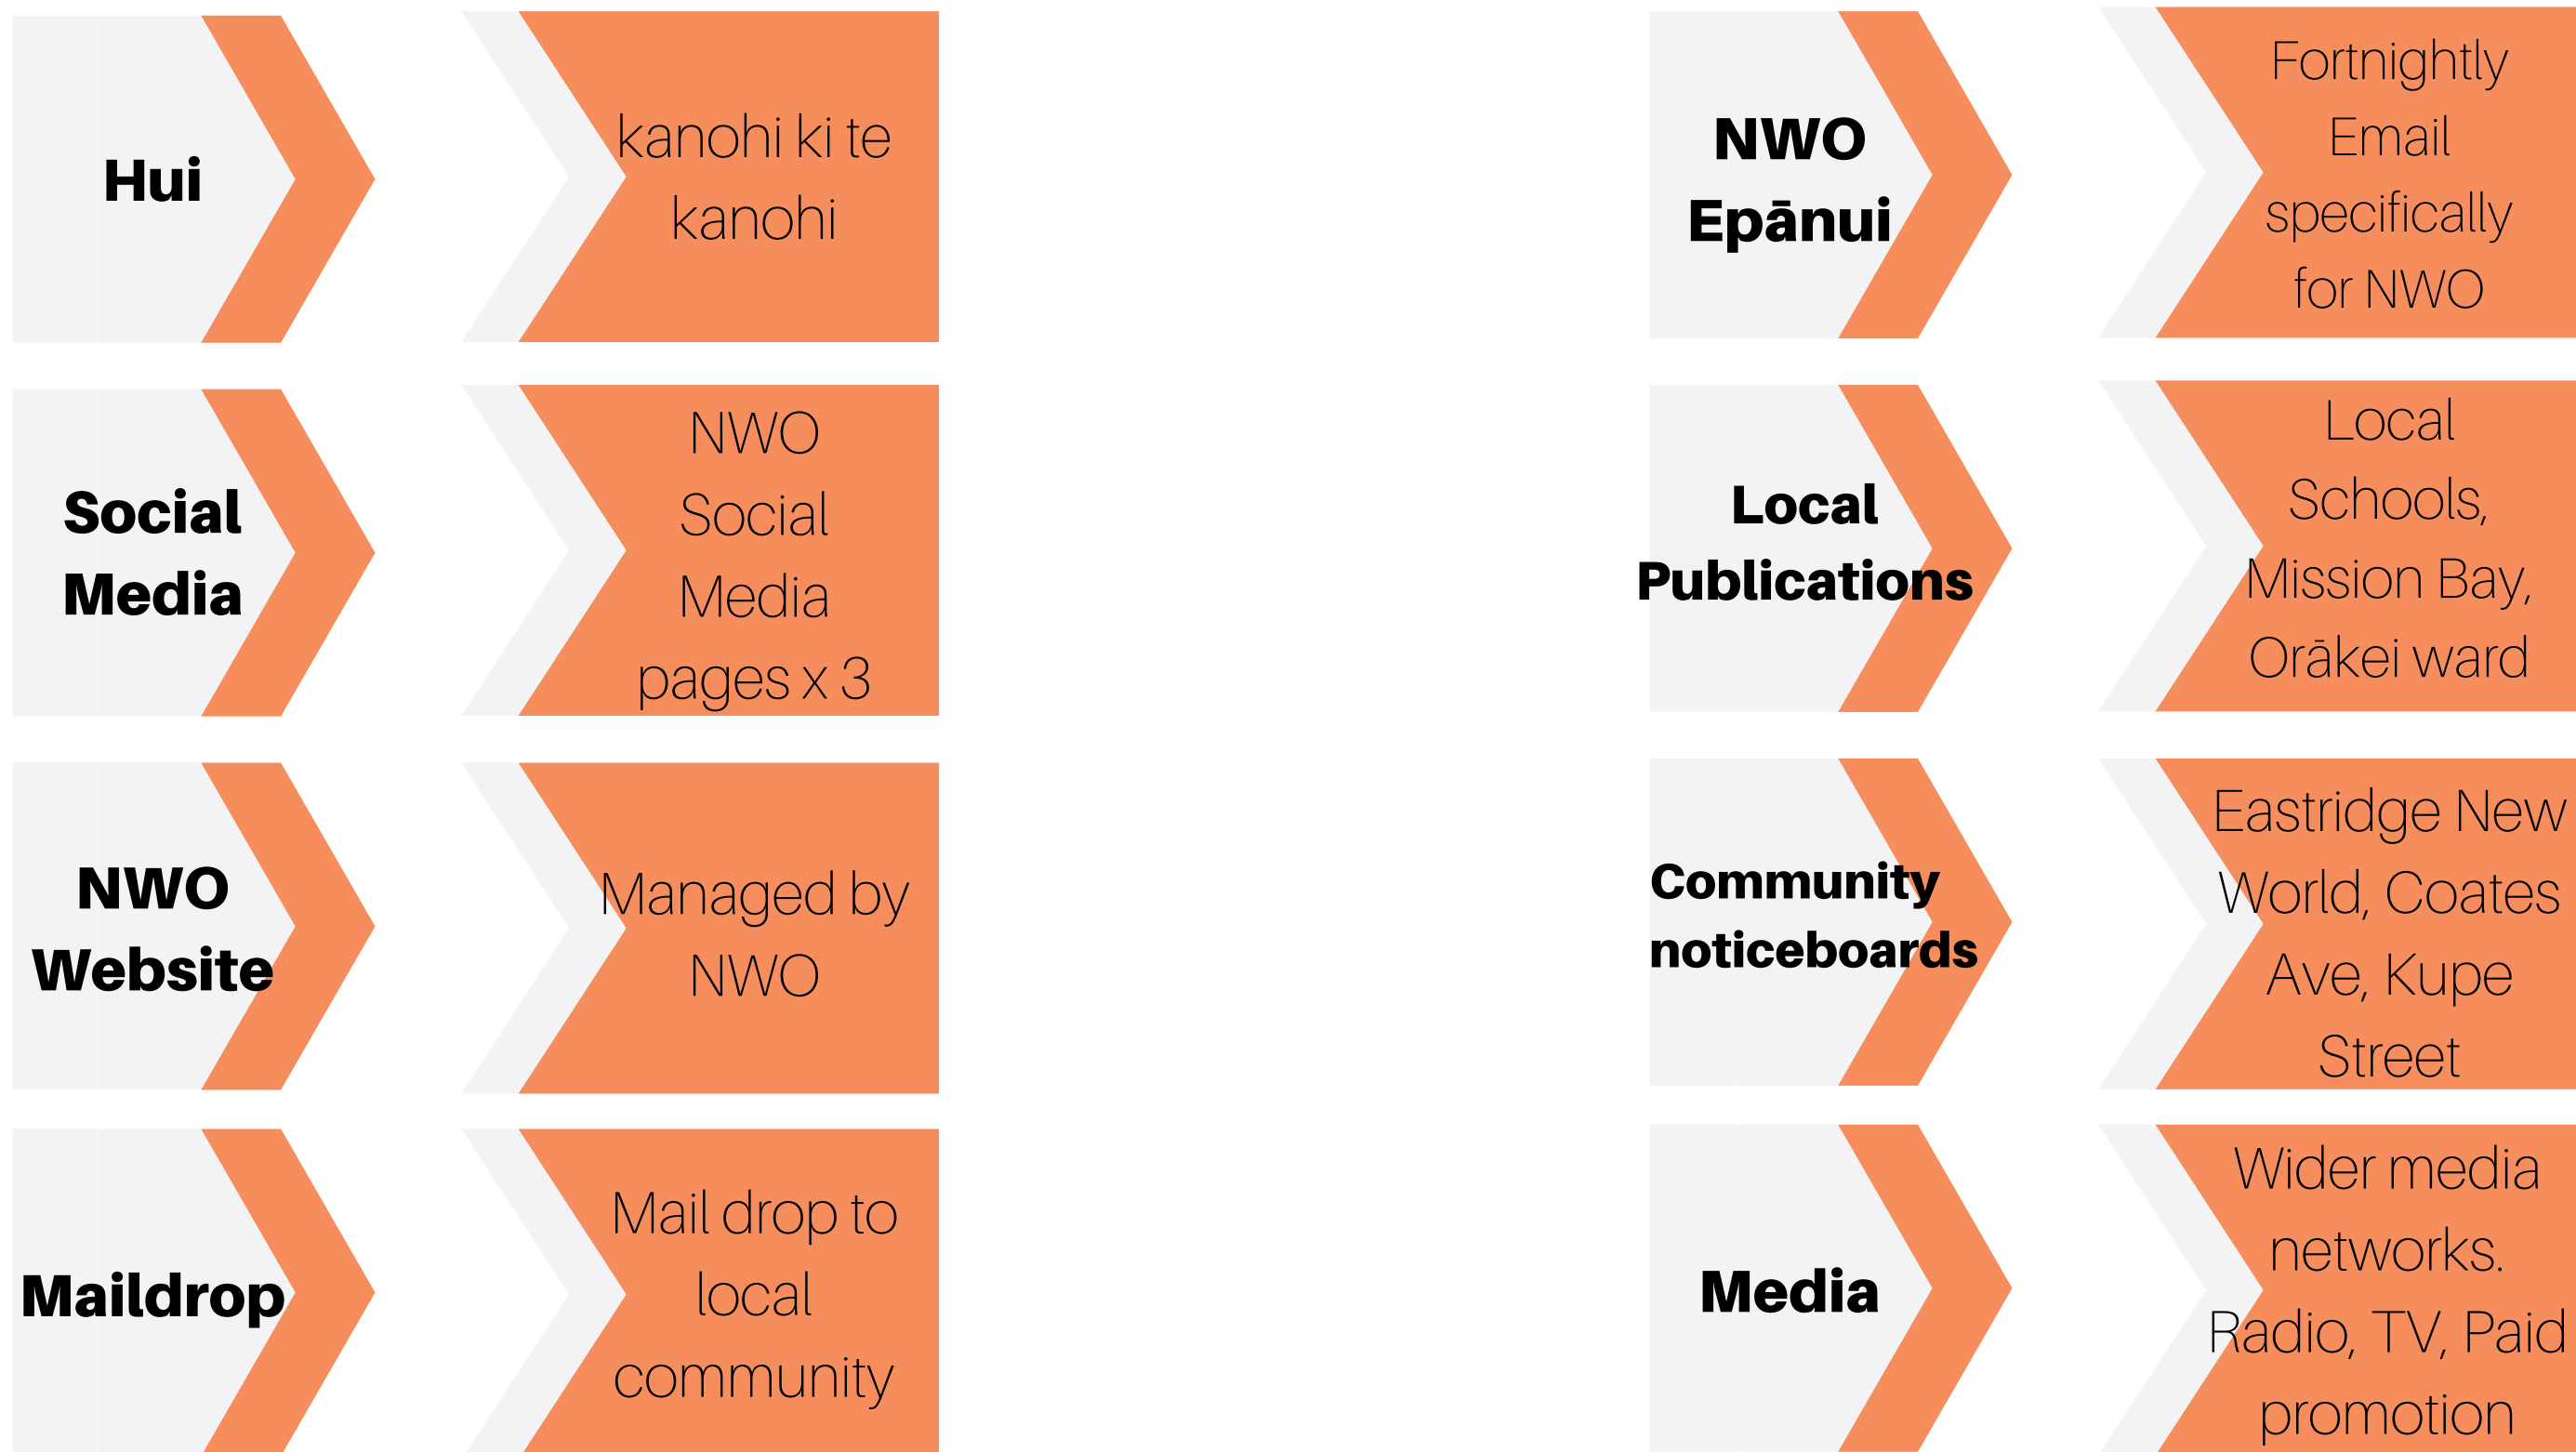 Hui
kanohi ki te
kanohi
Social
Media
NWO
Social
Media
pages x 3
NWO
Website
Managed by
NWO
Maildrop
Mail drop to
local
community
NWO
Epānui
Fortnightly
Email
specifically
for NWO
Local
Publications
Local
Schools,
Mission Bay,
Orākei ward
Community
noticeboards
Eastridge New
World, Coates
Ave, Kupe
Street
Media
Wider media
networks.
Radio, TV, Paid
promotion